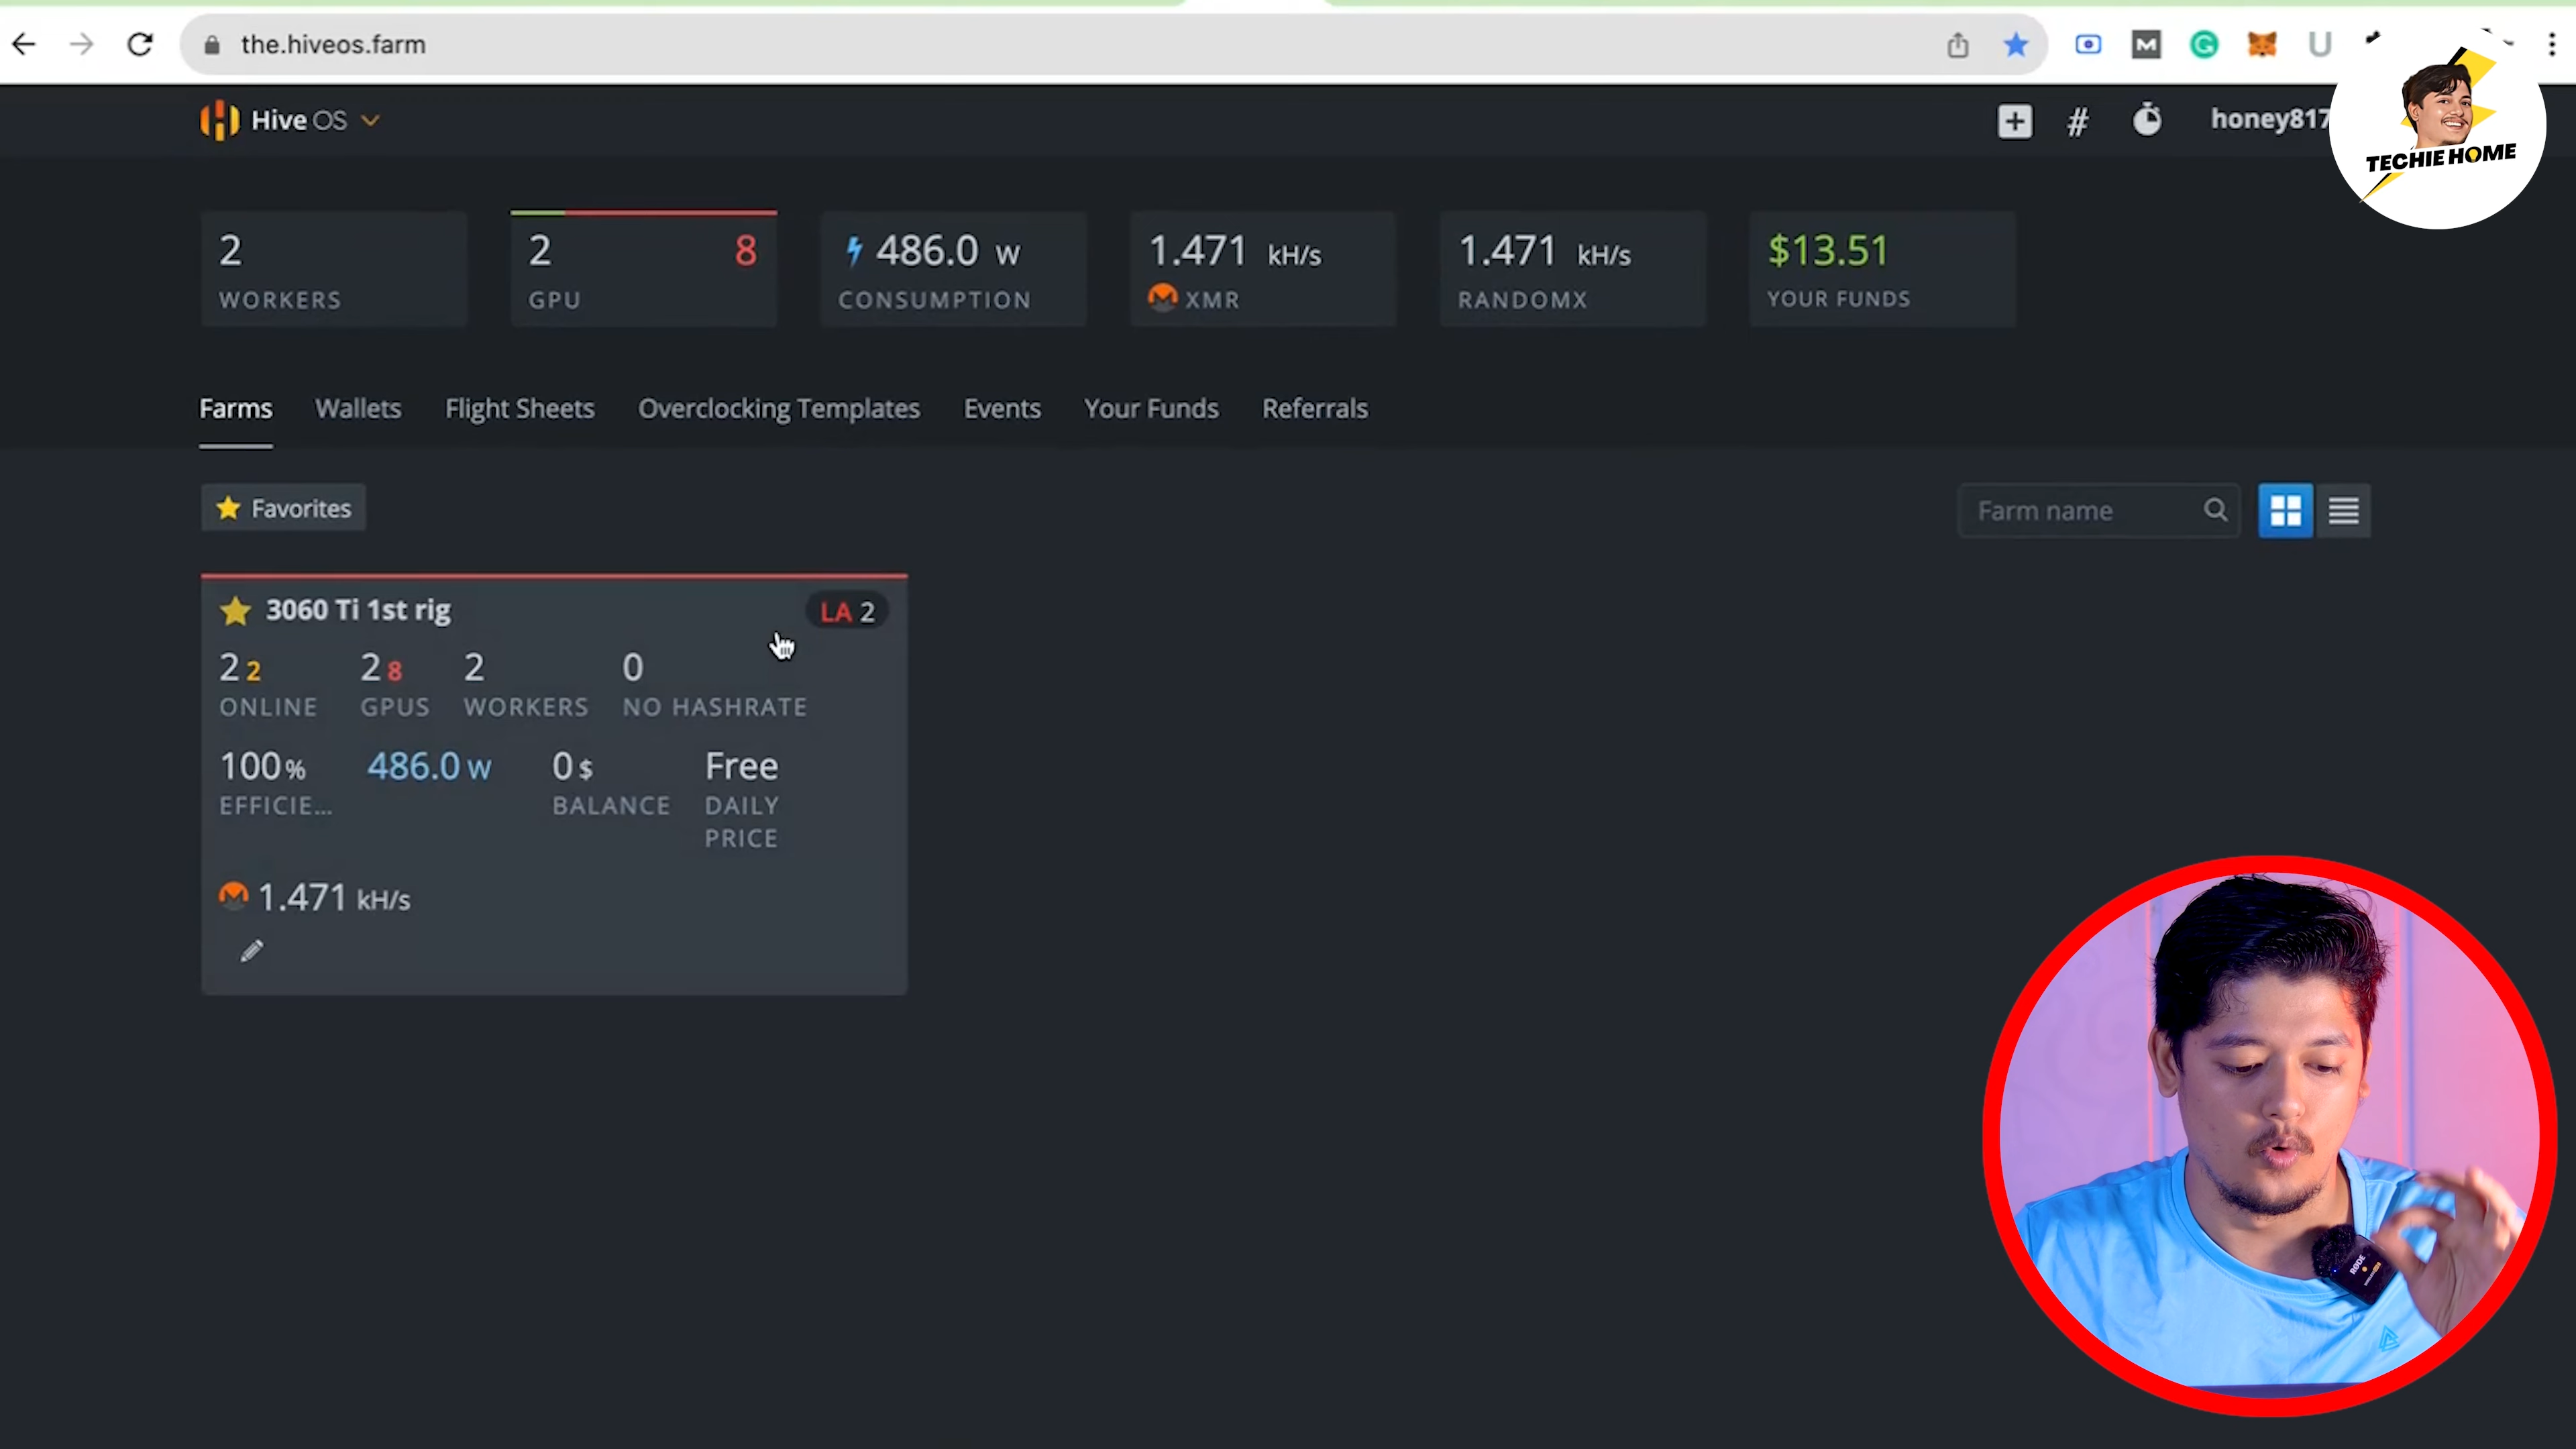 the.hiveos.farm
Hive OS
#
honey817
TECHIE HOME
2
WORKERS
2 8
GPU
486.0 W
CONSUMPTION
1.471 kH/s
XMR
1.471 kH/s
RANDOMX
$13.51
YOUR FUNDS
Farms Wallets Flight Sheets Overclocking Templates Events Your Funds Referrals
Favorites
Farm name
3060 Ti 1st rig LA 2
2 2 2 8 2 0
ONLINE GPUS WORKERS NO HASHRATE
100% 486.0 W 0 $ Free
EFFICIE... BALANCE DAILY
PRICE
1.471 kH/s
RØDE